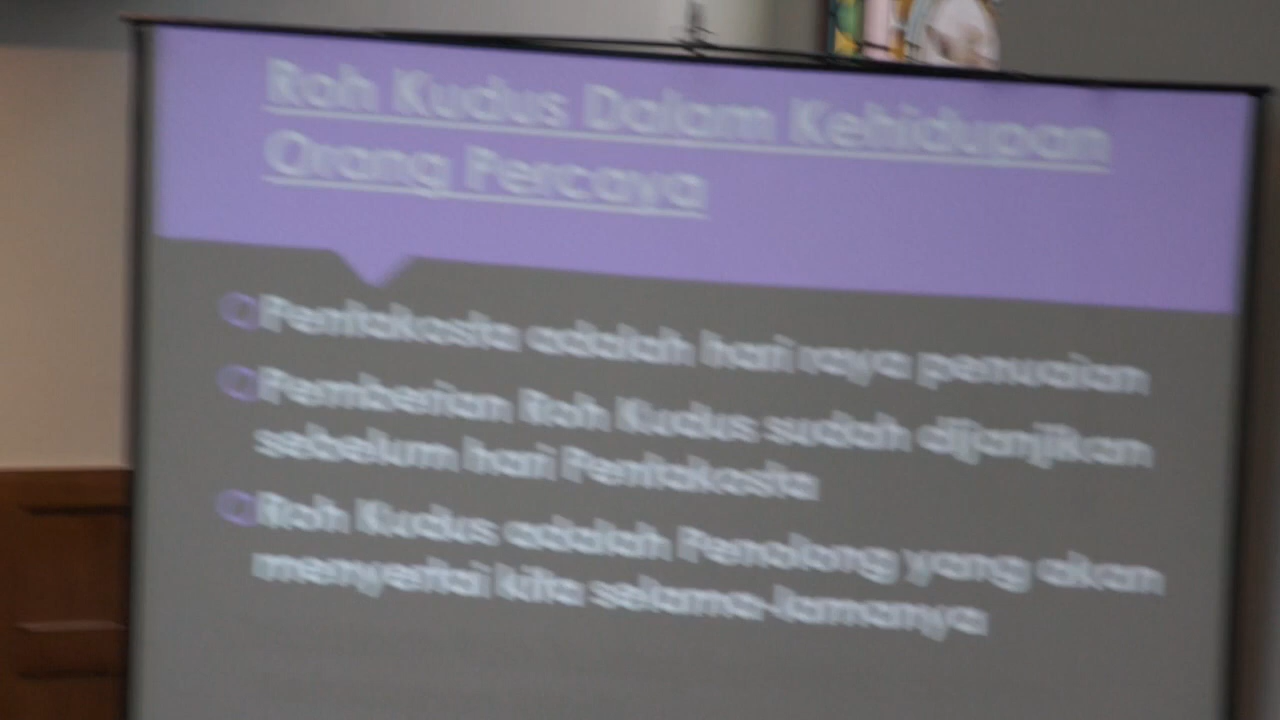 Roh Kudus Dalam Kehidupan
Orang Percaya
Pentakosta adalah hari raya penuaian
Pemberian Roh Kudus sudah dijanjikan
sebelum hari Pentakosta
Roh Kudus adalah Penolong yang akan
menyertai kita selama-lamanya